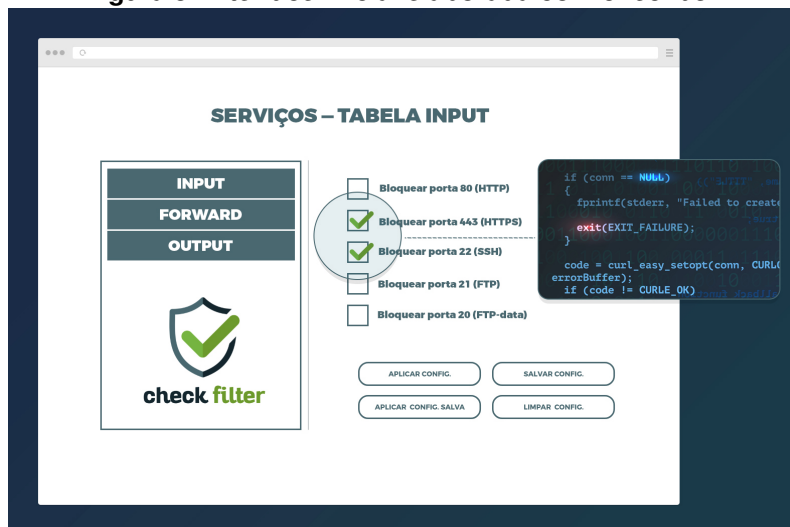 SERVIÇOS – TABELA INPUT
INPUT
FORWARD
OUTPUT
check filter
Bloquear porta 80 (HTTP)
Bloquear porta 443 (HTTPS)
Bloquear porta 22 (SSH)
Bloquear porta 21 (FTP)
Bloquear porta 20 (FTP-data)
APLICAR CONFIG.
SALVAR CONFIG.
APLICAR CONFIG. SALVA
LIMPAR CONFIG.
if (conn == NULL)
{
fprintf(stderr, "Failed to create
exit(EXIT_FAILURE);
}
code = curl_easy_setopt(conn, CURLO
errorBuffer);
if (code != CURLE_OK)